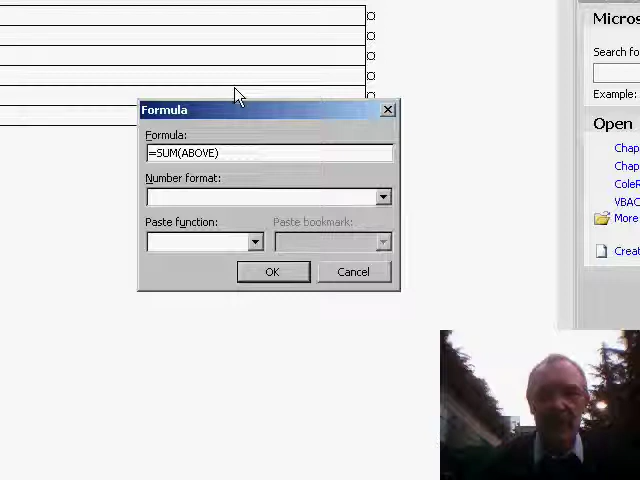 Micros
Search fo
Example:
Open
Chap
Chap
ColeR
VBAC
More
Creat
Formula
Formula:
=SUM(ABOVE)
Number format:
Paste function:
Paste bookmark:
OK
Cancel